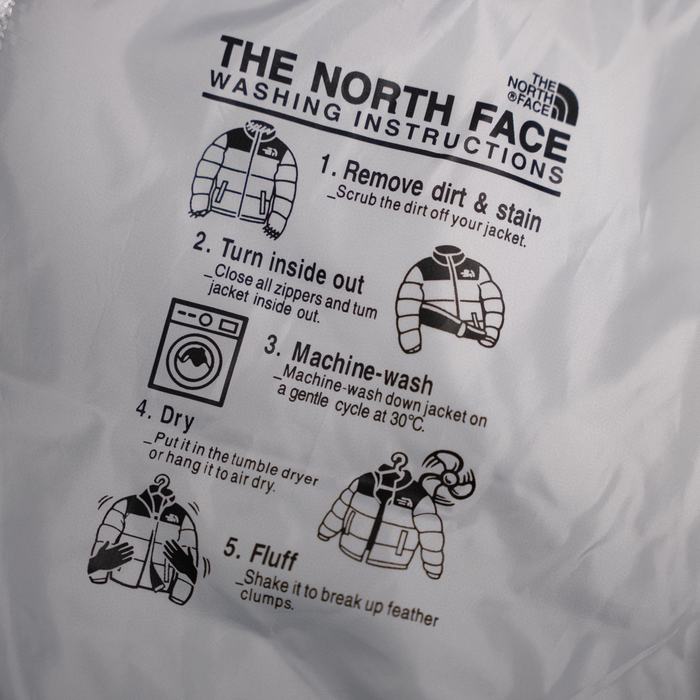 THE NORTH FACE
WASHING INSTRUCTIONS
THE
NORTH
®FACE
1. Remove dirt & stain
_Scrub the dirt off your jacket.
2. Turn inside out
_Close all zippers and turn
jacket inside out.
3. Machine-wash
_Machine-wash down jacket on
a gentle cycle at 30°C.
4. Dry
_Put it in the tumble dryer
or hang it to air dry.
5. Fluff
_Shake it to break up feather
clumps.